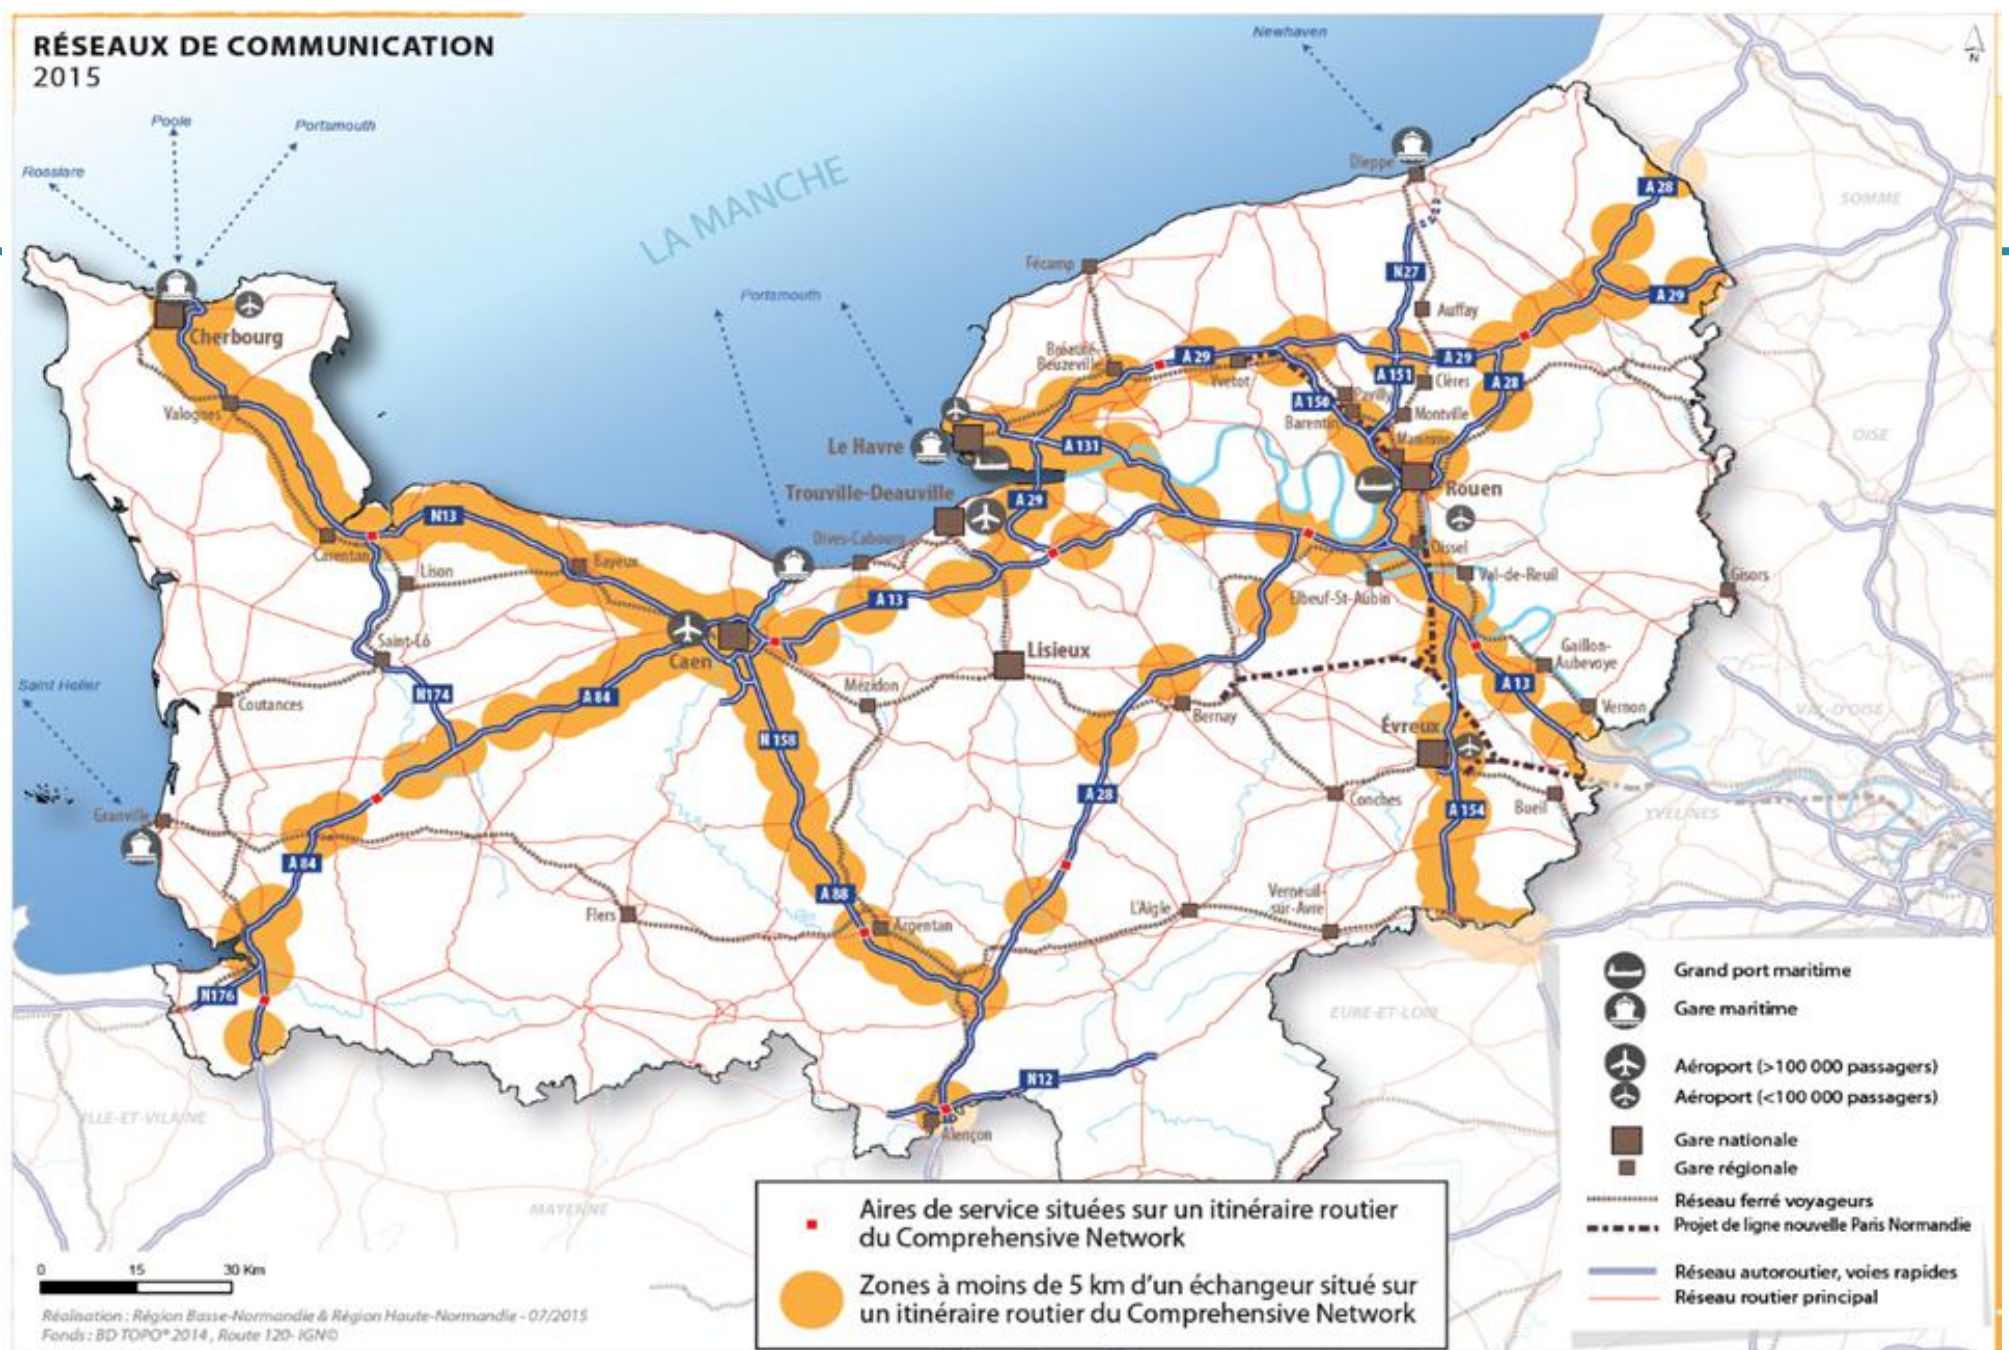 RÉSEAUX DE COMMUNICATION
2015
Newhaven
Poole
Portsmouth
Rosslare
LA MANCHE
Dieppe
A 28
SOMME
Fécamp
N27
A 29
Cherbourg
Portsmouth
Auffay
Bréauté-
Beuzeville
A 29
A 29
Yvetot
A 151
Clères
A 28
Valognes
A 150
Pavilly
Barentin
Montville
OISE
Le Havre
A 131
Maromme
Trouville-Deauville
A 29
Rouen
N13
Carentan
Dives-Cabourg
Oissel
Lison
Bayeux
A 13
Val-de-Reuil
Gisors
Elbeuf-St-Aubin
Saint-Lô
Caen
Lisieux
Gaillon-
Aubevoye
Saint Helier
N174
A 84
Mézidon
A 13
Coutances
Bernay
Vernon
VAL-D'OISE
N 158
Évreux
A 28
Conches
Bueil
Granville
A 154
YVELINES
A 84
A 88
Verneuil-
sur-Avre
Flers
L'Aigle
Argentan
N176
EURE-ET-LOIR
N12
ILLE-ET-VILAINE
Alençon
MAYENNE
Grand port maritime
Gare maritime
Aéroport (>100 000 passagers)
Aéroport (<100 000 passagers)
Gare nationale
Gare régionale
Réseau ferré voyageurs
Projet de ligne nouvelle Paris Normandie
Réseau autoroutier, voies rapides
Réseau routier principal
Aires de service situées sur un itinéraire routier
du Comprehensive Network
Zones à moins de 5 km d'un échangeur situé sur
un itinéraire routier du Comprehensive Network
0 15 30 Km
Réalisation : Région Basse-Normandie & Région Haute-Normandie - 07/2015
Fonds : BD TOPO® 2014 , Route 120- IGN©
N